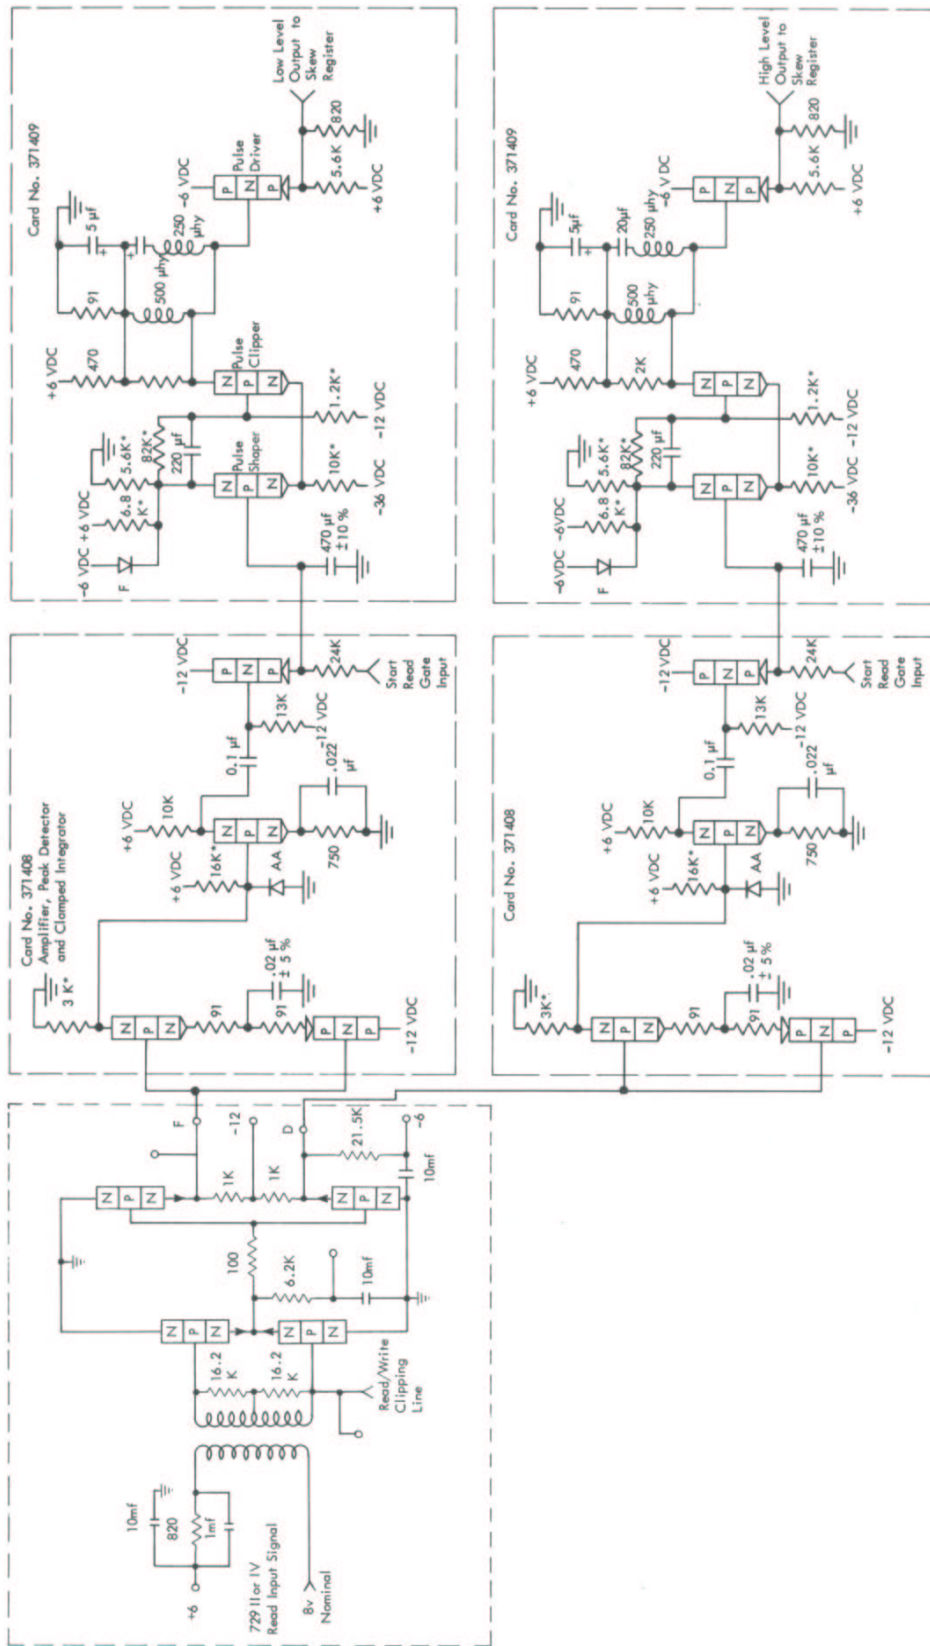 +6
10mf
820
1mf
729 II or IV
Read Input Signal
8v
Nominal
16.2
K
16.2
K
Read/Write
Clipping
Line
N
P
N
N
P
N
100
6.2K
10mf
N
P
N
N
P
N
1K
1K
F
-12
D
21.5K
10mf
-6
Card No. 371408
Amplifier, Peak Detector
and Clamped Integrator
3 K*
N
P
N
91
91
.02 µf
± 5%
N
N
P
-12 VDC
+6 VDC
16K*
AA
+6 VDC
10K
N
P
N
750
.022
µf
0.1 µf
13K
-12 VDC
-12 VDC
P
N
P
24K
Start
Read
Gate
Input
Card No. 371409
-6 VDC
F
+6 VDC
6.8
K*
5.6K*
82K*
220 µf
N
P
N
Pulse
Shaper
470 µf
±10 %
10K*
-36 VDC
1.2K*
-12 VDC
+6 VDC
470
91
5 µf
+
+
500 µhy
250
µhy
N
P
N
Pulse
Clipper
-6 VDC
P
N
P
Pulse
Driver
5.6K
820
+6 VDC
Low Level
Output to
Skew
Register
Card No. 371408
3K*
N
P
N
91
91
.02 µf
± 5%
N
N
P
-12 VDC
+6 VDC
16K*
AA
+6 VDC
10K
N
P
N
750
.022
µf
0.1 µf
13K
-12 VDC
-12 VDC
P
N
P
24K
Start
Read
Gate
Input
Card No. 371409
-6VDC
F
-6VDC
6.8
K*
5.6K*
82K*
220 µf
N
P
N
470 µf
±10 %
10K*
-36 VDC
1.2K*
-12 VDC
+6 VDC
470
2K
91
5µf
+
20µf
500
µhy
250 µhy
N
P
N
-6 VDC
P
N
P
5.6K
820
+6 VDC
High Level
Output to
Skew
Register